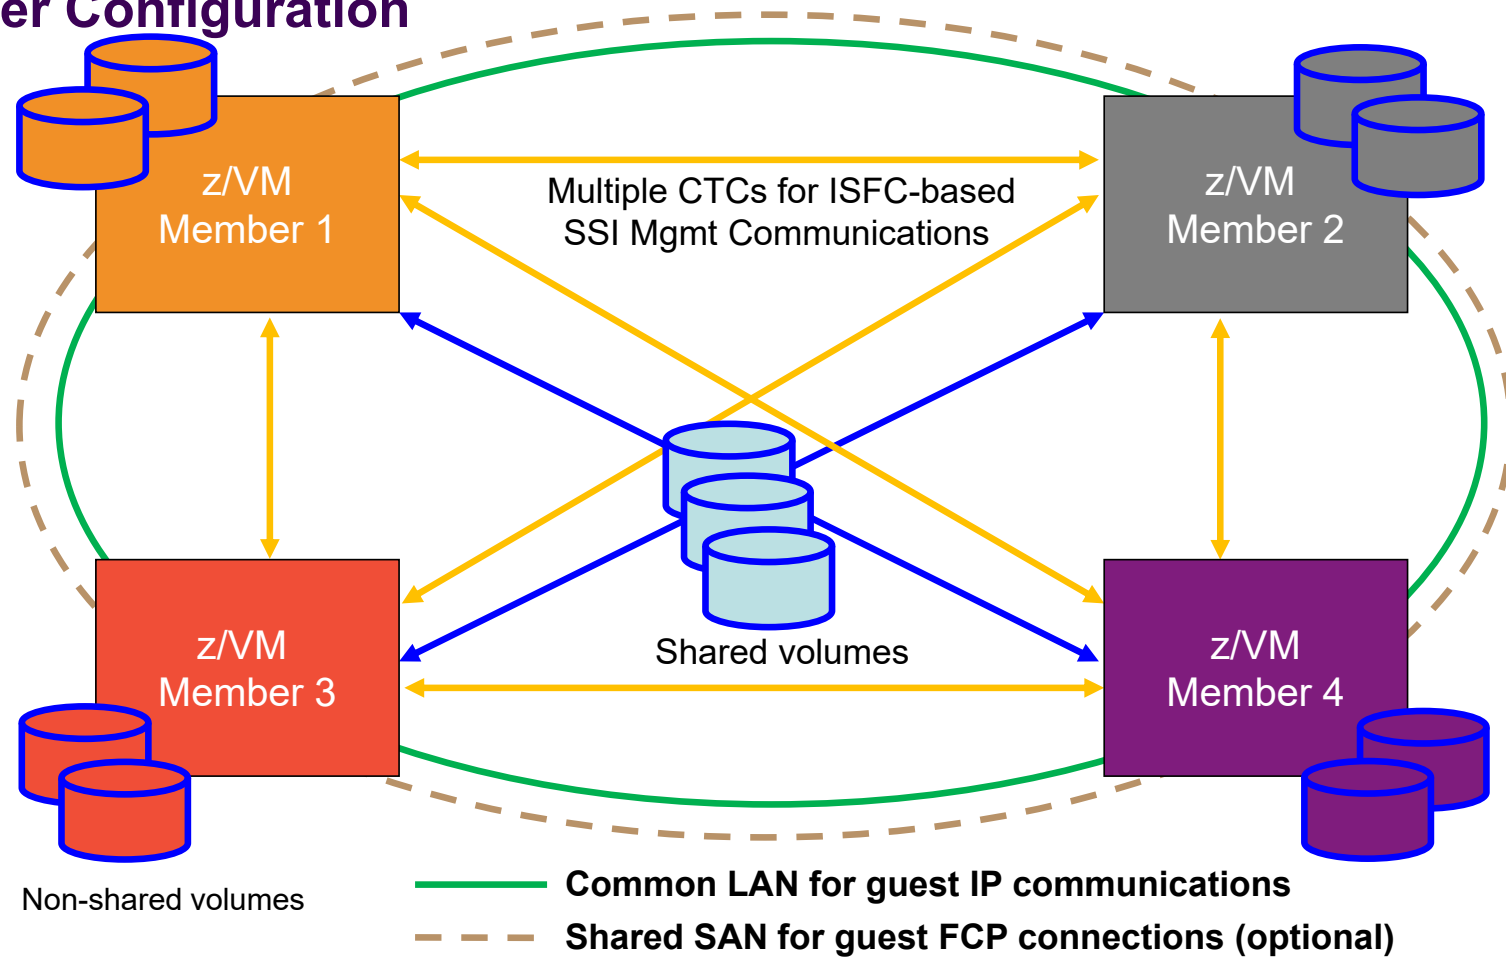 er Configuration
z/VM
Member 1
Multiple CTCs for ISFC-based
SSI Mgmt Communications
z/VM
Member 2
z/VM
Member 3
Shared volumes
z/VM
Member 4
Non-shared volumes
Common LAN for guest IP communications
Shared SAN for guest FCP connections (optional)